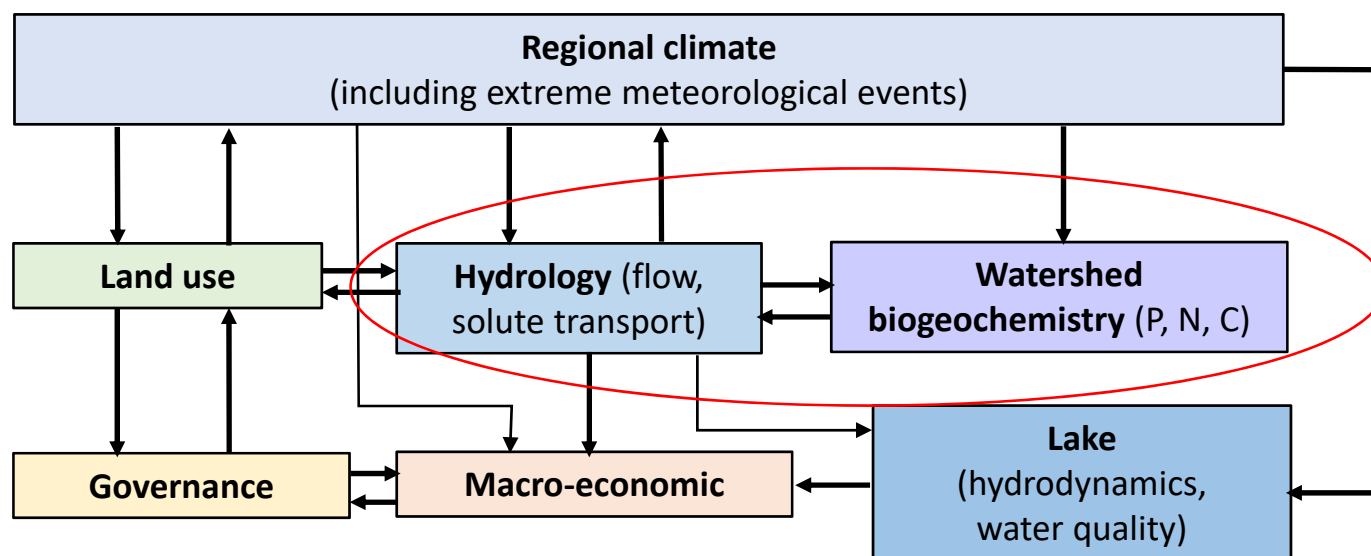 Regional climate
(including extreme meteorological events)
Land use
Hydrology (flow,
solute transport)
Watershed
biogeochemistry (P, N, C)
Governance
Macro-economic
Lake
(hydrodynamics,
water quality)